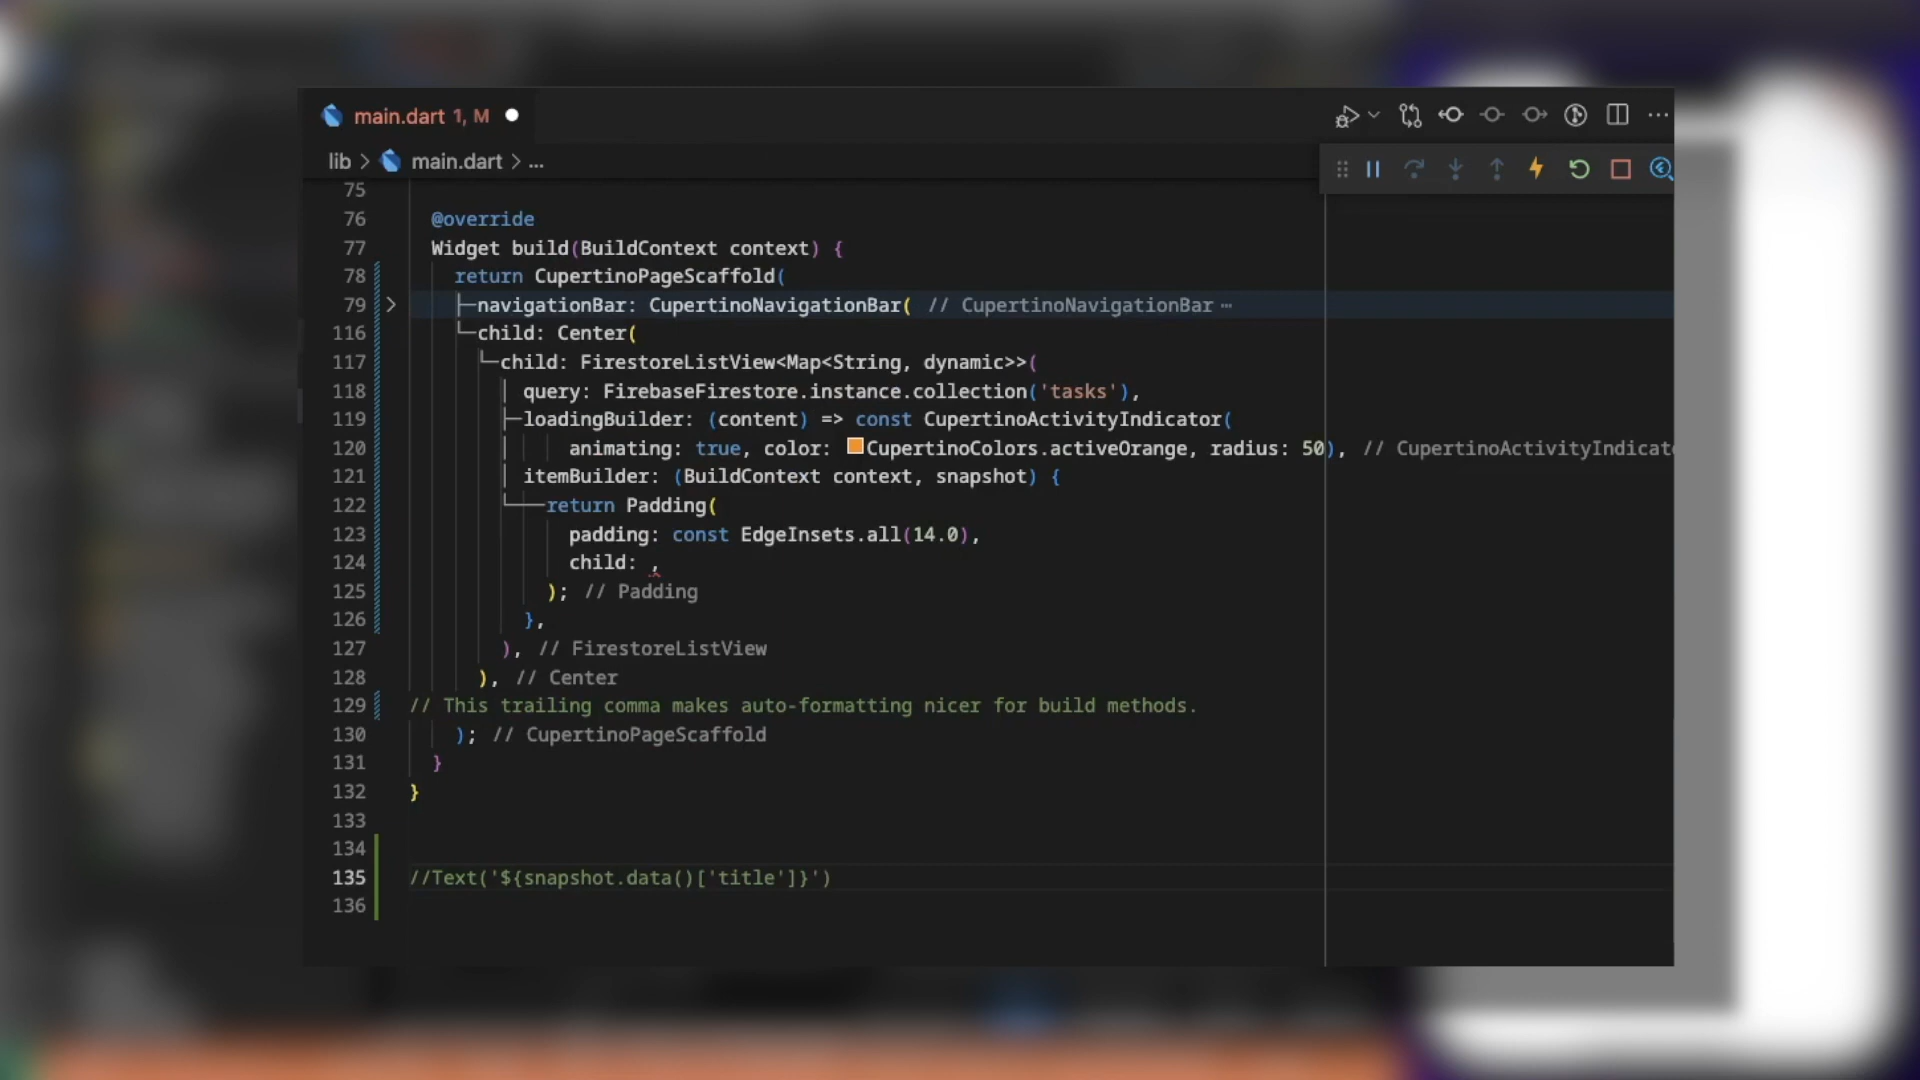 main.dart 1, M
lib > main.dart > ...
75
76 @override
77 Widget build(BuildContext context) {
78 return CupertinoPageScaffold(
79 navigationBar: CupertinoNavigationBar( // CupertinoNavigationBar ⋯
116 child: Center(
117 child: FirestoreListView<Map<String, dynamic>>(
118 query: FirebaseFirestore.instance.collection('tasks'),
119 loadingBuilder: (content) => const CupertinoActivityIndicator(
120 animating: true, color: CupertinoColors.activeOrange, radius: 50), // CupertinoActivityIndicato
121 itemBuilder: (BuildContext context, snapshot) {
122 return Padding(
123 padding: const EdgeInsets.all(14.0),
124 child: ,
125 ); // Padding
126 },
127 ), // FirestoreListView
128 ), // Center
129 // This trailing comma makes auto-formatting nicer for build methods.
130 ); // CupertinoPageScaffold
131 }
132 }
133
134
135 //Text('${snapshot.data()['title']}')
136